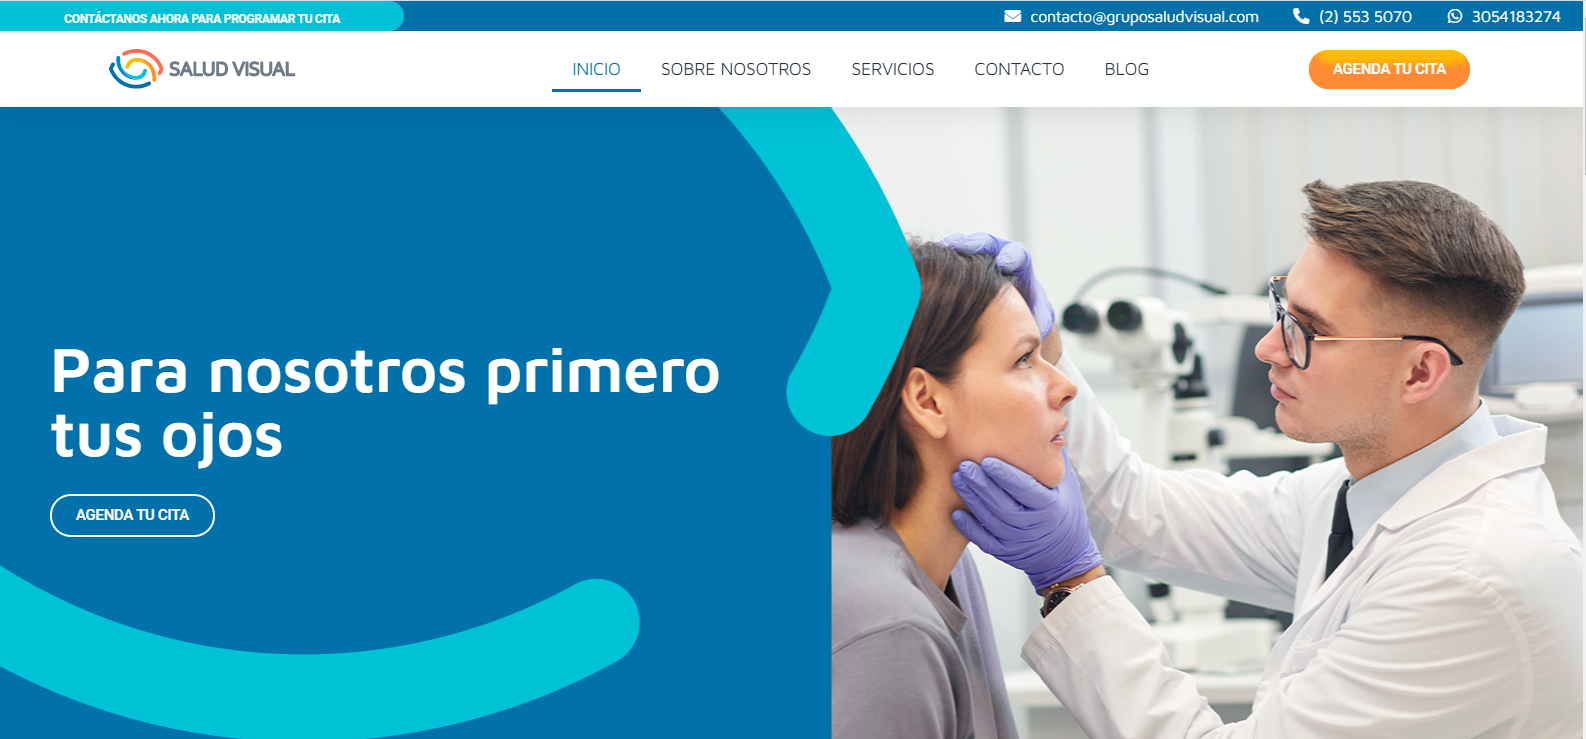 CONTÁCTANOS AHORA PARA PROGRAMAR TU CITA
contacto@gruposaludvisual.com
(2) 553 5070
3054183274
SALUD VISUAL
INICIO
SOBRE NOSOTROS
SERVICIOS
CONTACTO
BLOG
AGENDA TU CITA
Para nosotros primero
tus ojos
AGENDA TU CITA